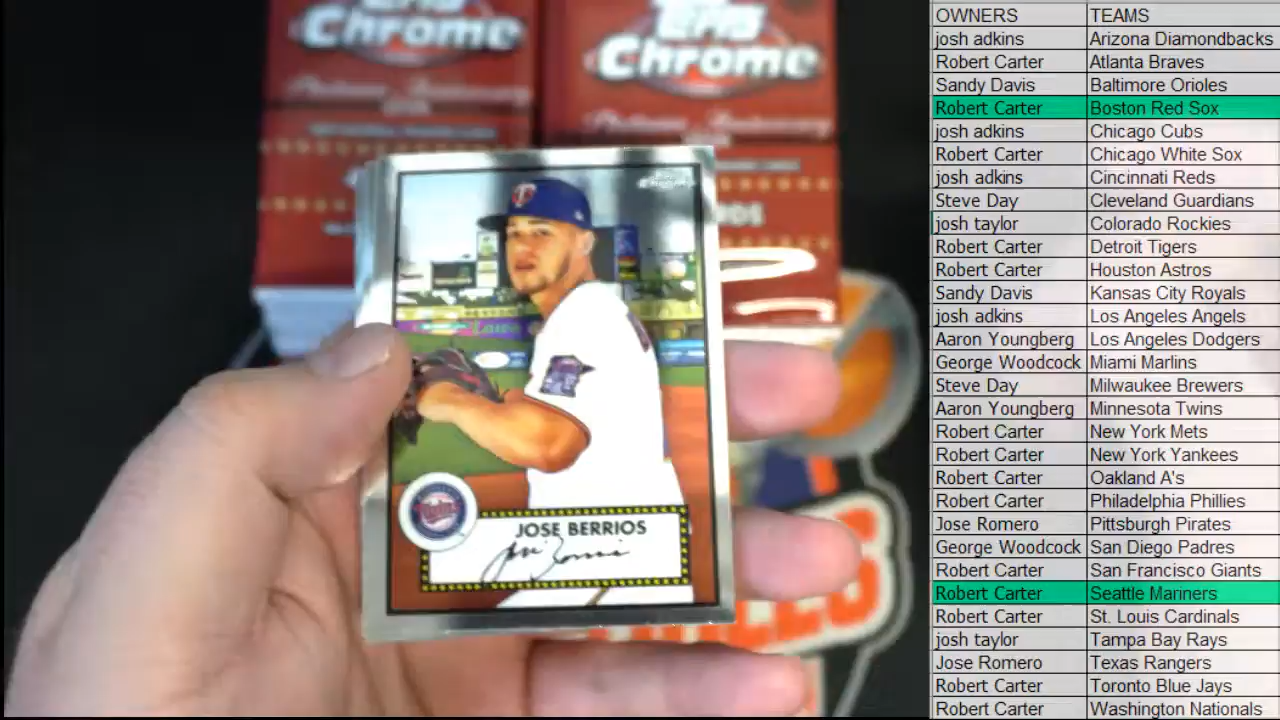 Chrome
Chrome
Chrome
Twins
JOSE BERRIOS
OWNERS TEAMS
josh adkins Arizona Diamondbacks
Robert Carter Atlanta Braves
Sandy Davis Baltimore Orioles
Robert Carter Boston Red Sox
josh adkins Chicago Cubs
Robert Carter Chicago White Sox
josh adkins Cincinnati Reds
Steve Day Cleveland Guardians
josh taylor Colorado Rockies
Robert Carter Detroit Tigers
Robert Carter Houston Astros
Sandy Davis Kansas City Royals
josh adkins Los Angeles Angels
Aaron Youngberg Los Angeles Dodgers
George Woodcock Miami Marlins
Steve Day Milwaukee Brewers
Aaron Youngberg Minnesota Twins
Robert Carter New York Mets
Robert Carter New York Yankees
Robert Carter Oakland A's
Robert Carter Philadelphia Phillies
Jose Romero Pittsburgh Pirates
George Woodcock San Diego Padres
Robert Carter San Francisco Giants
Robert Carter Seattle Mariners
Robert Carter St. Louis Cardinals
josh taylor Tampa Bay Rays
Jose Romero Texas Rangers
Robert Carter Toronto Blue Jays
Robert Carter Washington Nationals